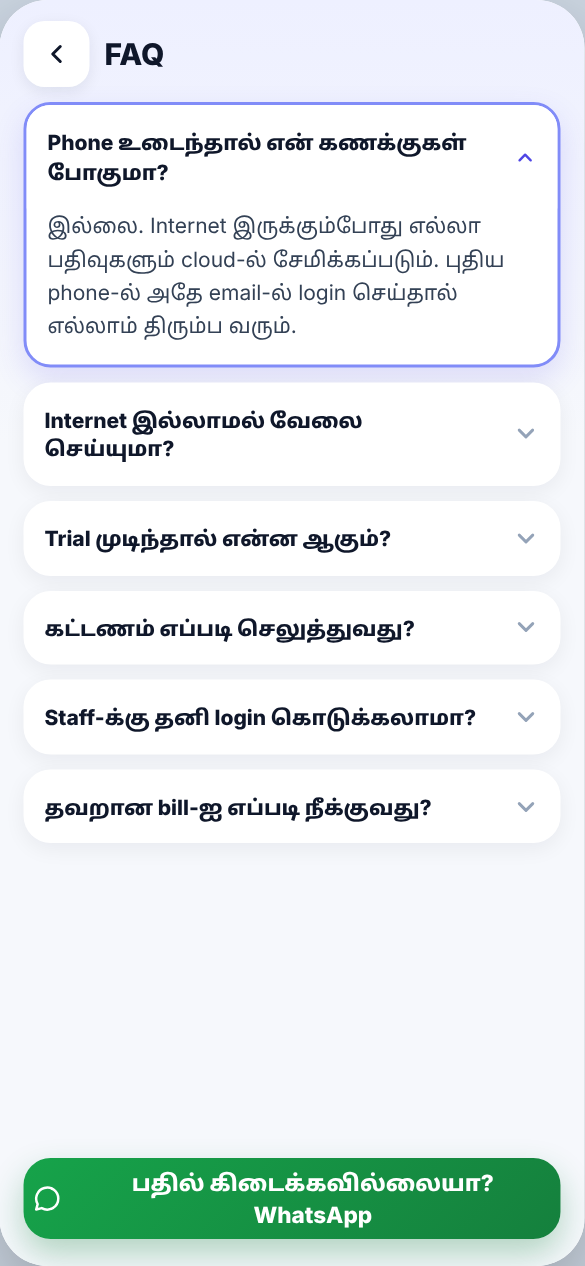 FAQ
Phone உடைந்தால் என் கணக்குகள்
போகுமா?
இல்லை. Internet இருக்கும்போது எல்லா
பதிவுகளும் cloud-ல் சேமிக்கப்படும். புதிய
phone-ல் அதே email-ல் login செய்தால்
எல்லாம் திரும்ப வரும்.
Internet இல்லாமல் வேலை
செய்யுமா?
Trial முடிந்தால் என்ன ஆகும்?
கட்டணம் எப்படி செலுத்துவது?
Staff-க்கு தனி login கொடுக்கலாமா?
தவறான bill-ஐ எப்படி நீக்குவது?
பதில் கிடைக்கவில்லையா?
WhatsApp